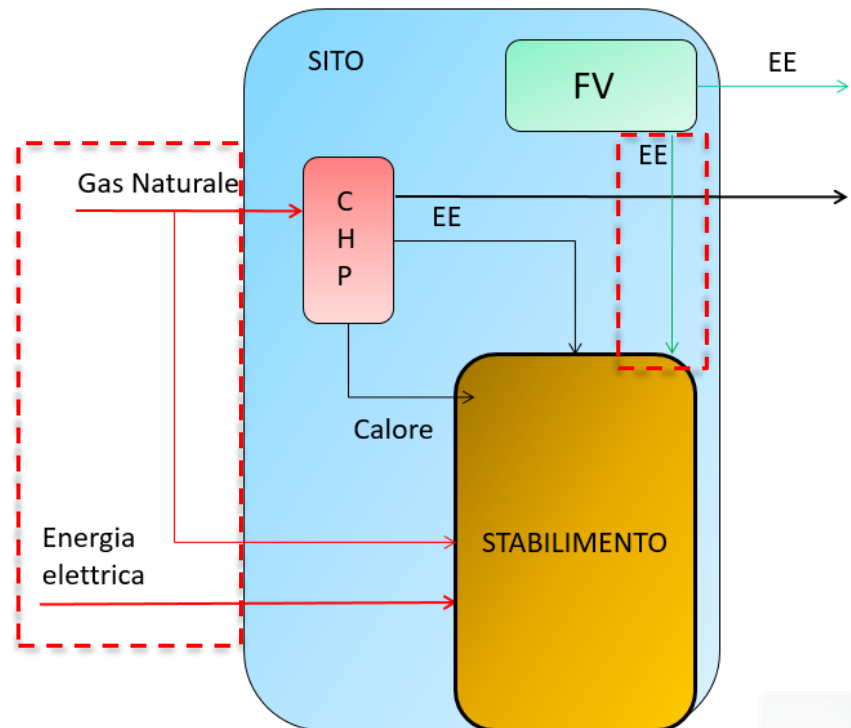 SITO
FV
EE
EE
Gas Naturale
C
H
P
EE
Calore
Energia
elettrica
STABILIMENTO